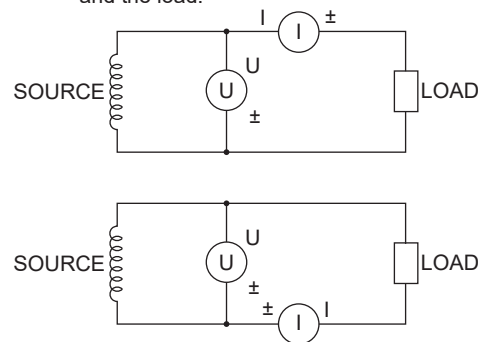 and the load.
I I ±
U
SOURCE U LOAD
±
U
SOURCE U LOAD
±
± I I